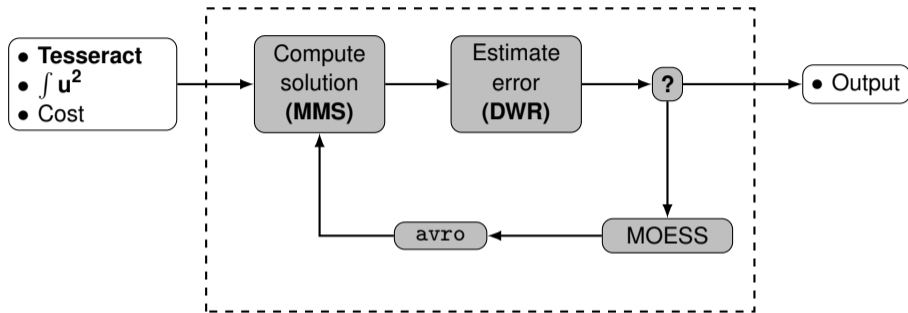 • Tesseract
• ∫ u²
• Cost
Compute
solution
(MMS)
Estimate
error
(DWR)
?
• Output
avro
MOESS